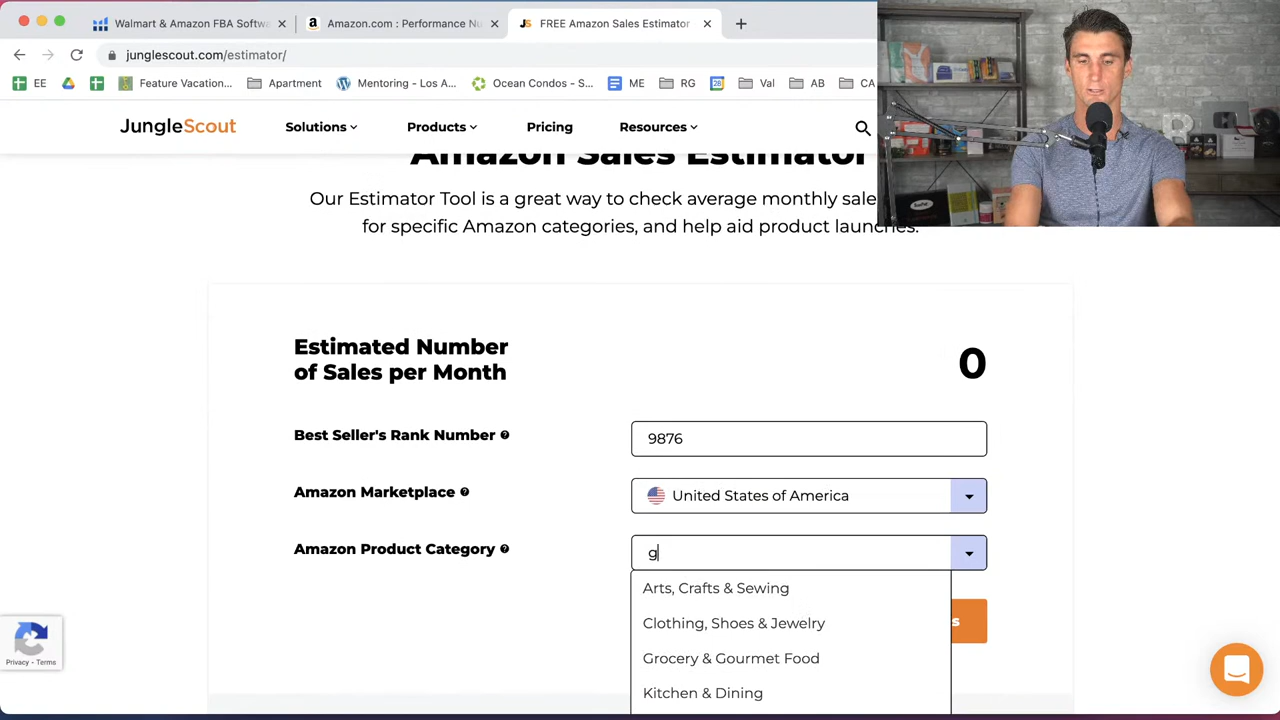 Walmart & Amazon FBA Softwa
Amazon.com : Performance Nu
JS FREE Amazon Sales Estimator
junglescout.com/estimator/
EE
Feature Vacation...
Apartment
Mentoring - Los A...
Ocean Condos - S...
ME
RG
28
Val
AB
CA
JungleScout
Solutions
Products
Pricing
Resources
Amazon Sales Estimator
Our Estimator Tool is a great way to check average monthly sale
for specific Amazon categories, and help aid product launches.
Estimated Number
of Sales per Month
0
Best Seller's Rank Number
9876
Amazon Marketplace
United States of America
Amazon Product Category
g
Arts, Crafts & Sewing
s
Clothing, Shoes & Jewelry
Grocery & Gourmet Food
Kitchen & Dining
Privacy - Terms